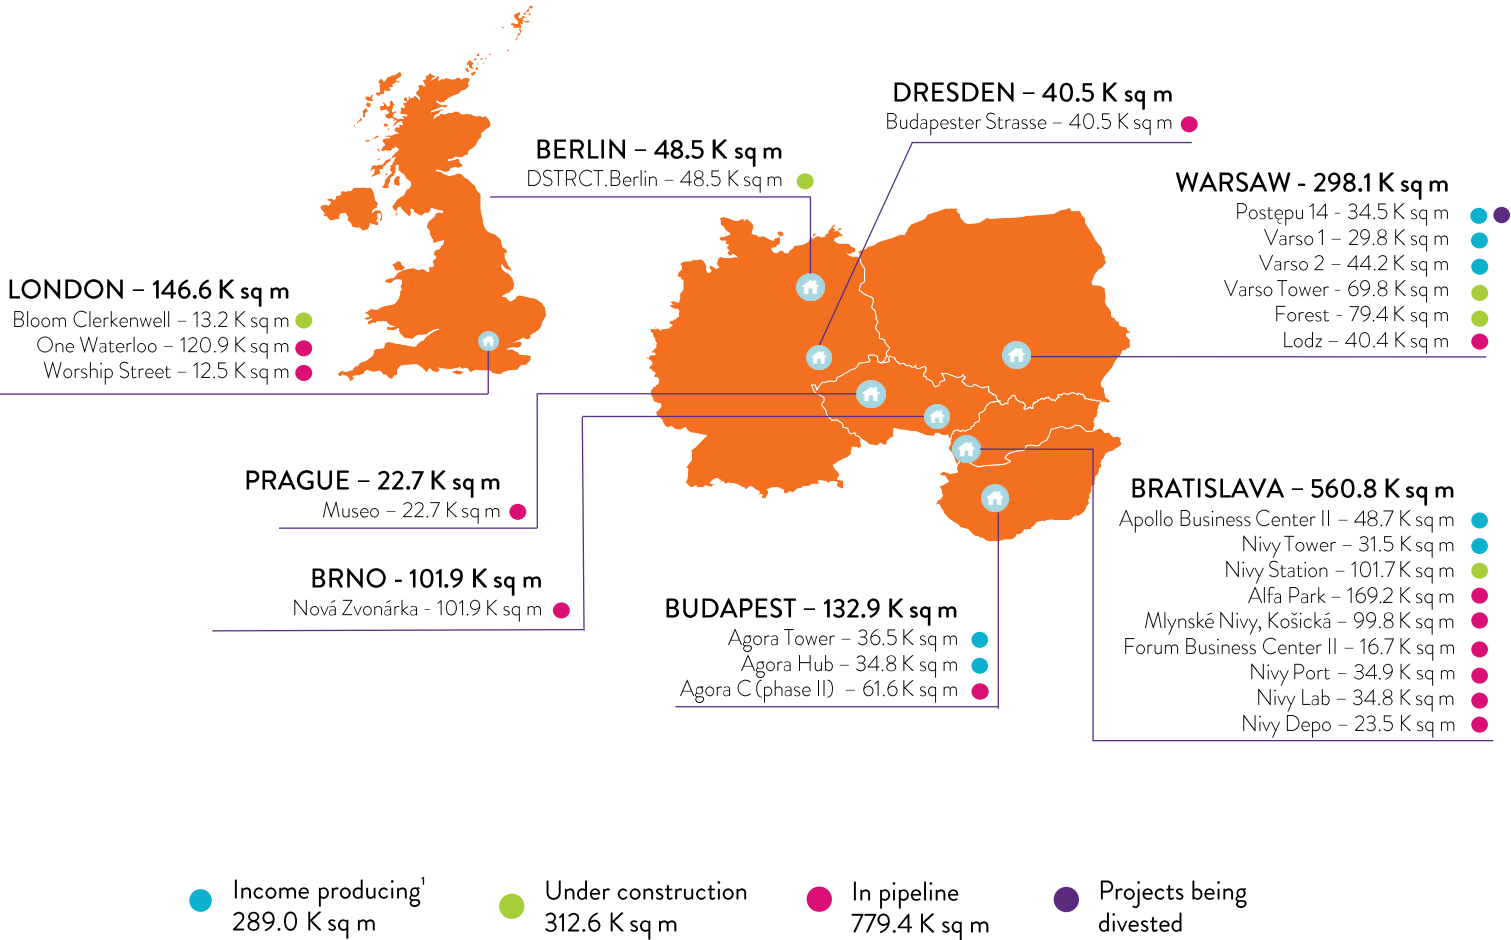 DRESDEN – 40.5 K sq m
Budapester Strasse – 40.5 K sq m
BERLIN – 48.5 K sq m
DSTRCT.Berlin – 48.5 K sq m
WARSAW - 298.1 K sq m
Postępu 14 - 34.5 K sq m
Varso 1 – 29.8 K sq m
Varso 2 – 44.2 K sq m
Varso Tower - 69.8 K sq m
Forest - 79.4 K sq m
Lodz – 40.4 K sq m
LONDON – 146.6 K sq m
Bloom Clerkenwell – 13.2 K sq m
One Waterloo – 120.9 K sq m
Worship Street – 12.5 K sq m
PRAGUE – 22.7 K sq m
Museo – 22.7 K sq m
BRNO - 101.9 K sq m
Nová Zvonárka - 101.9 K sq m
BUDAPEST – 132.9 K sq m
Agora Tower – 36.5 K sq m
Agora Hub – 34.8 K sq m
Agora C (phase II) – 61.6 K sq m
BRATISLAVA – 560.8 K sq m
Apollo Business Center II – 48.7 K sq m
Nivy Tower – 31.5 K sq m
Nivy Station – 101.7 K sq m
Alfa Park – 169.2 K sq m
Mlynské Nivy, Košická – 99.8 K sq m
Forum Business Center II – 16.7 K sq m
Nivy Port – 34.9 K sq m
Nivy Lab – 34.8 K sq m
Nivy Depo – 23.5 K sq m
Income producing¹
289.0 K sq m
Under construction
312.6 K sq m
In pipeline
779.4 K sq m
Projects being
divested